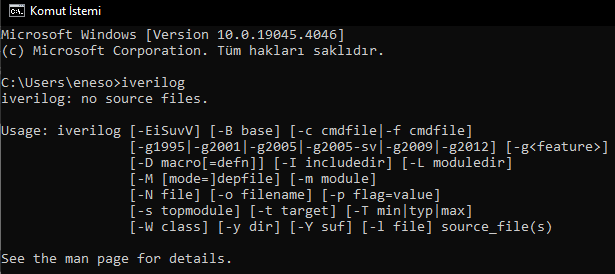 Komut İstemi
Microsoft Windows [Version 10.0.19045.4046]
(c) Microsoft Corporation. Tüm hakları saklıdır.
C:\Users\eneso>iverilog
iverilog: no source files.
Usage: iverilog [-EiSuvV] [-B base] [-c cmdfile|-f cmdfile]
[-g1995|-g2001|-g2005|-g2005-sv|-g2009|-g2012] [-g<feature>]
[-D macro[=defn]] [-I includedir] [-L moduledir]
[-M [mode=]depfile] [-m module]
[-N file] [-o filename] [-p flag=value]
[-s topmodule] [-t target] [-T min|typ|max]
[-W class] [-y dir] [-Y suf] [-l file] source_file(s)
See the man page for details.